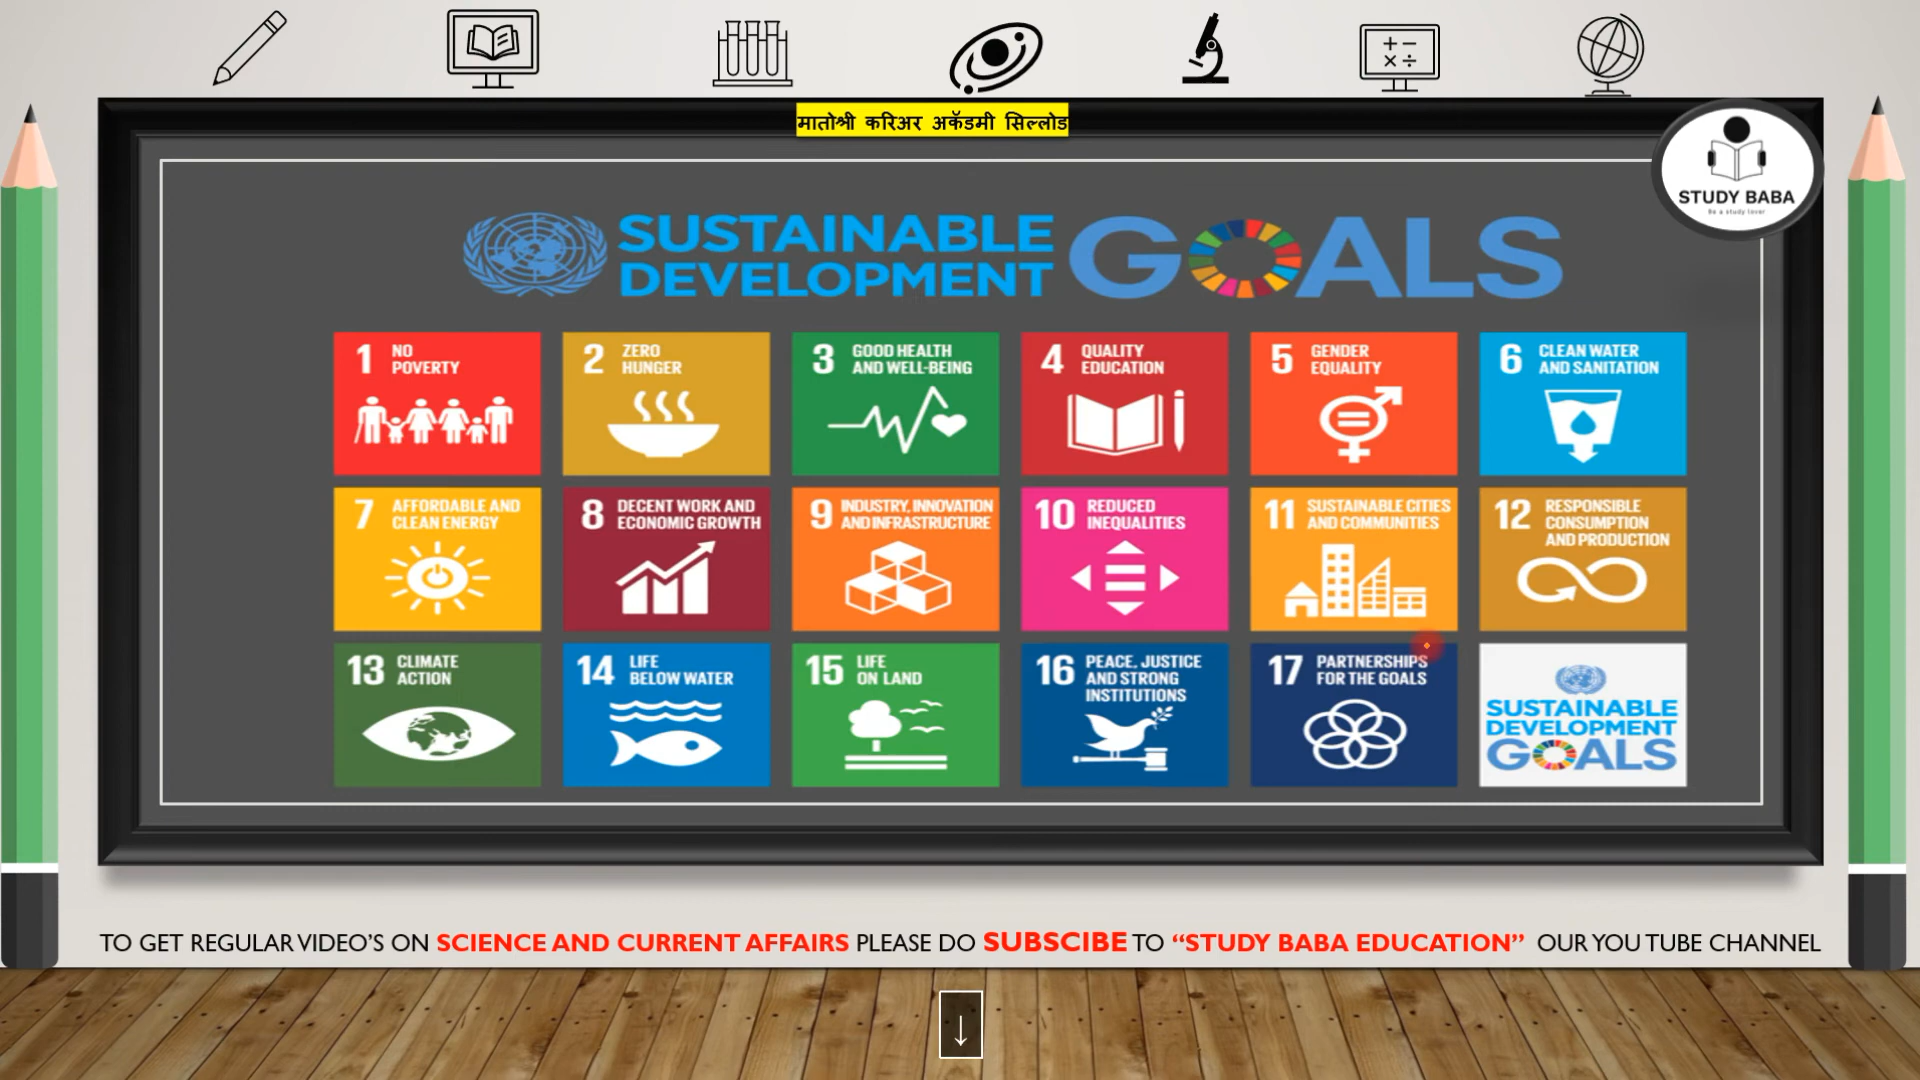 मातोश्री करिअर अकॅडमी सिल्लोड
STUDY BABA
Be a study lover
SUSTAINABLE
DEVELOPMENT
GOALS
1 NO
POVERTY
2 ZERO
HUNGER
3 GOOD HEALTH
AND WELL-BEING
4 QUALITY
EDUCATION
5 GENDER
EQUALITY
6 CLEAN WATER
AND SANITATION
7 AFFORDABLE AND
CLEAN ENERGY
8 DECENT WORK AND
ECONOMIC GROWTH
9 INDUSTRY, INNOVATION
AND INFRASTRUCTURE
10 REDUCED
INEQUALITIES
11 SUSTAINABLE CITIES
AND COMMUNITIES
12 RESPONSIBLE
CONSUMPTION
AND PRODUCTION
13 CLIMATE
ACTION
14 LIFE
BELOW WATER
15 LIFE
ON LAND
16 PEACE, JUSTICE
AND STRONG
INSTITUTIONS
17 PARTNERSHIPS
FOR THE GOALS
SUSTAINABLE
DEVELOPMENT
GOALS
TO GET REGULAR VIDEO’S ON SCIENCE AND CURRENT AFFAIRS PLEASE DO SUBSCIBE TO “STUDY BABA EDUCATION” OUR YOU TUBE CHANNEL